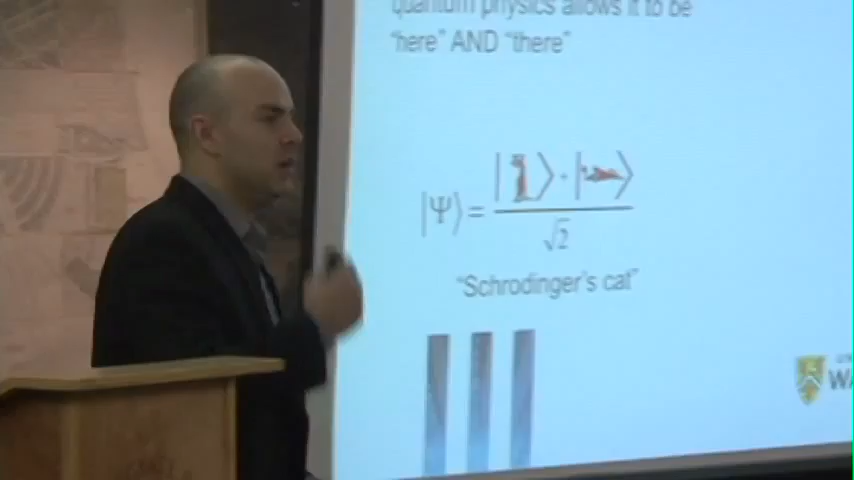 quantum physics allows it to be
"here" AND "there"
|Ψ⟩ = 
√2
"Schrodinger's cat"